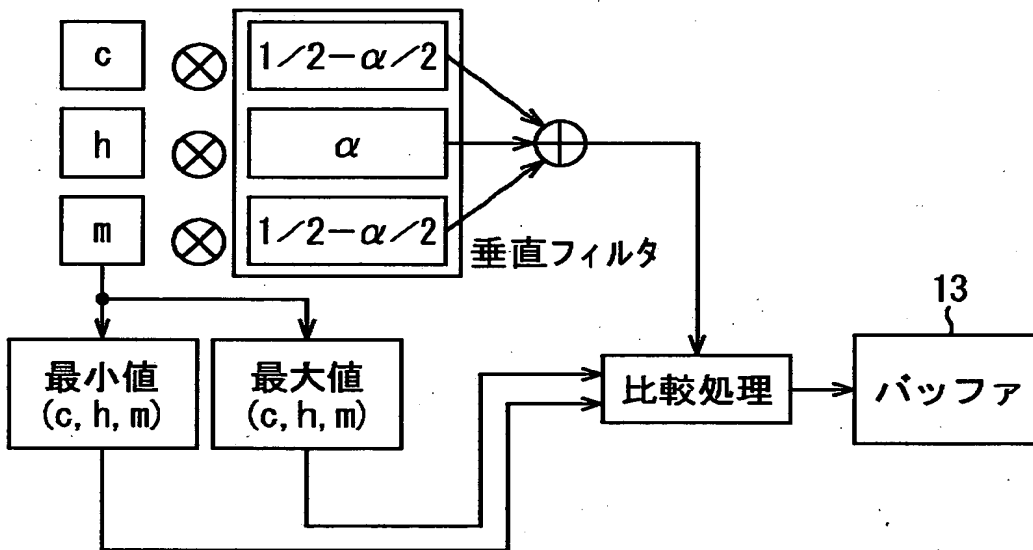 c
1/2-α/2
h
α
m
1/2-α/2
垂直フィルタ
13
最小値
(c, h, m)
最大値
(c, h, m)
比較処理
バッファ